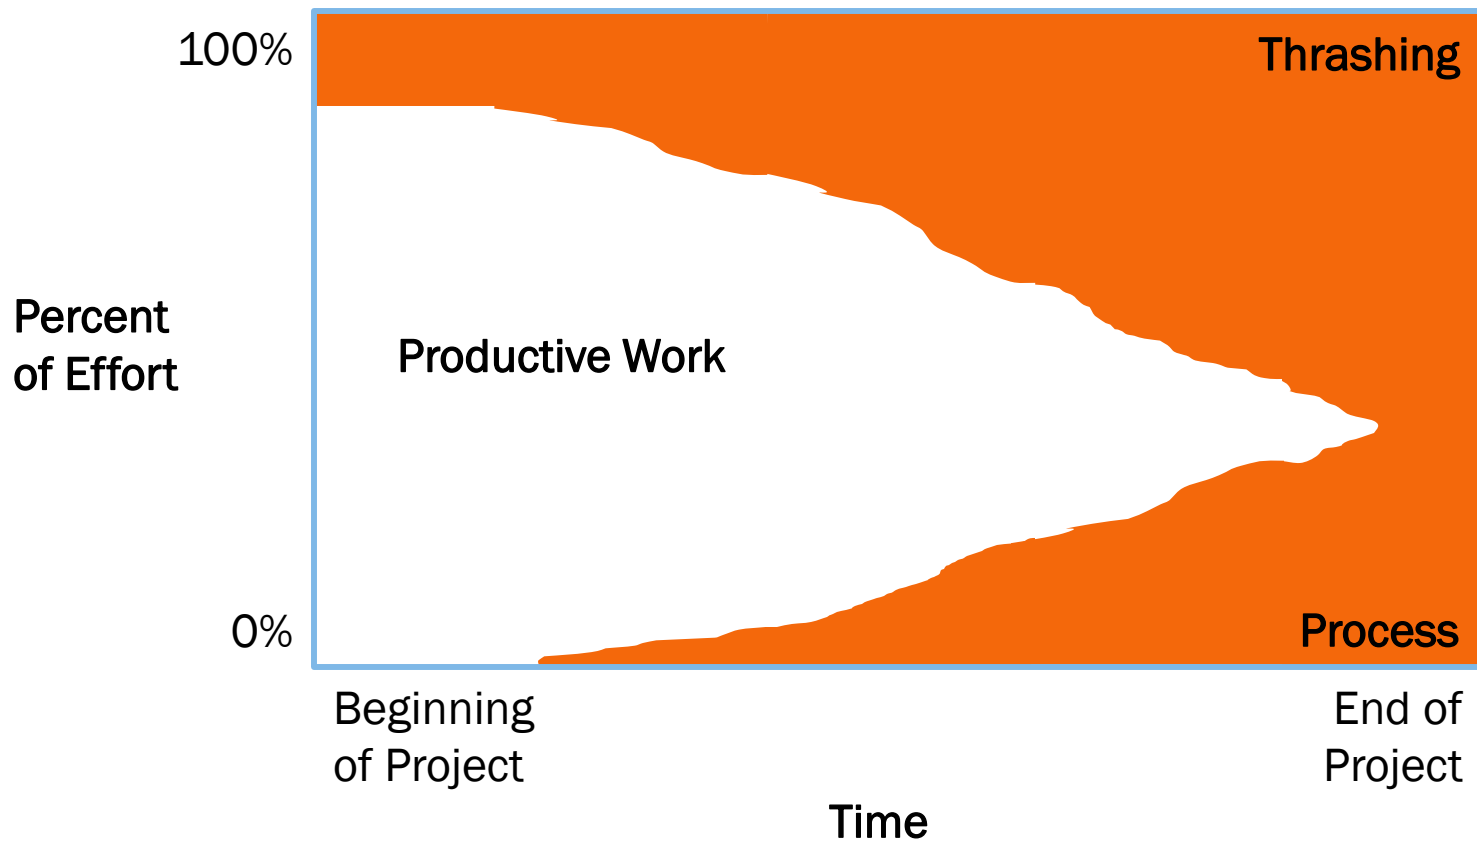 100%
Thrashing
Percent
of Effort
Productive Work
0%
Process
Beginning
of Project
End of
Project
Time